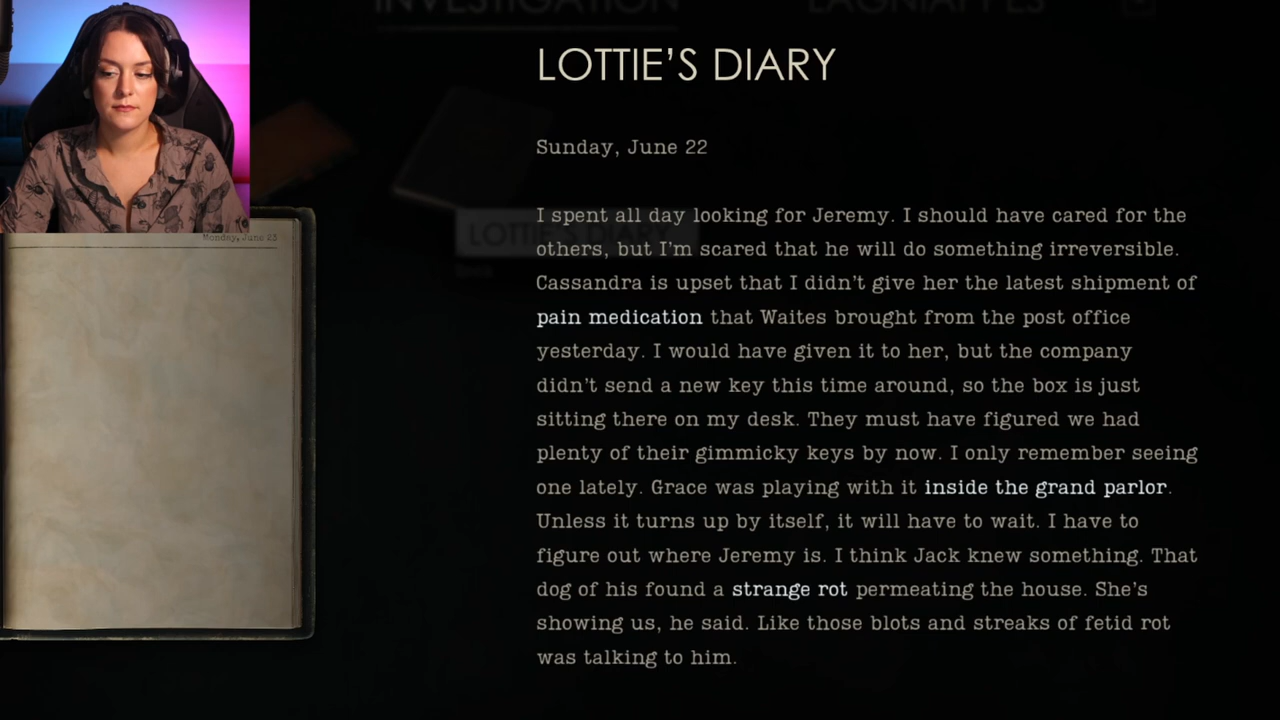 INVESTIGATION
LAGNIAPPES
LOTTIE'S DIARY
Sunday, June 22
Monday, June 23
LOTTIE'S DIARY
I spent all day looking for Jeremy. I should have cared for the
others, but I'm scared that he will do something irreversible.
Cassandra is upset that I didn't give her the latest shipment of
pain medication that Waites brought from the post office
yesterday. I would have given it to her, but the company
didn't send a new key this time around, so the box is just
sitting there on my desk. They must have figured we had
plenty of their gimmicky keys by now. I only remember seeing
one lately. Grace was playing with it inside the grand parlor.
Unless it turns up by itself, it will have to wait. I have to
figure out where Jeremy is. I think Jack knew something. That
dog of his found a strange rot permeating the house. She's
showing us, he said. Like those blots and streaks of fetid rot
was talking to him.